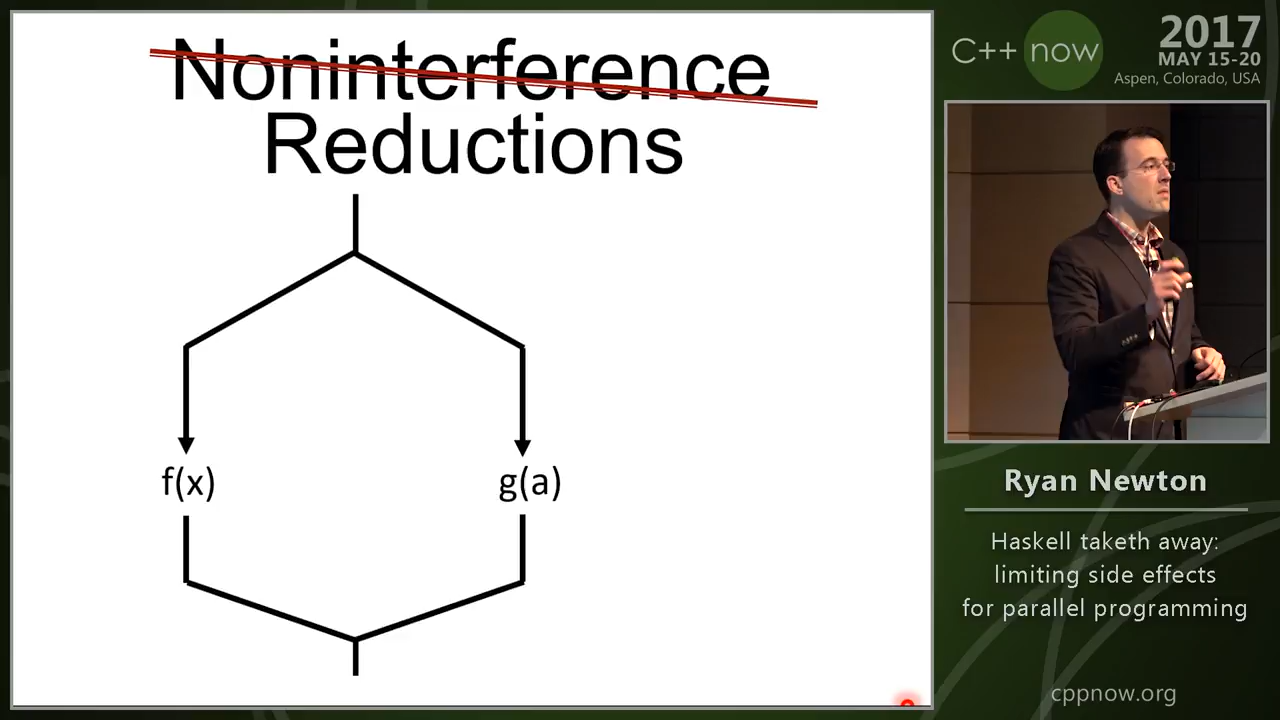 Noninterference
Reductions
f(x)
g(a)
C++ now
2017
MAY 15-20
Aspen, Colorado, USA
Ryan Newton
Haskell taketh away:
limiting side effects
for parallel programming
cppnow.org